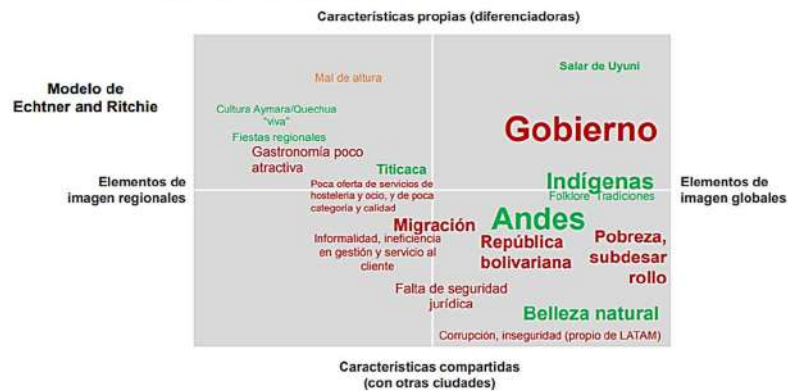 Características propias (diferenciadoras)
Modelo de
Echtner and Ritchie
Salar de Uyuni
Mal de altura
Cultura Aymara/Quechua
"viva"
Fiestas regionales
Gobierno
Gastronomía poco
atractiva
Titicaca
Elementos de
imagen regionales
Indígenas
Folklore Tradiciones
Elementos de
imagen globales
Poca oferta de servicios de
hostelería y ocio, y de poca
categoría y calidad
Migración
Andes
Informalidad, ineficiencia
en gestión y servicio al
cliente
República
bolivariana
Pobreza,
subdesar
rollo
Falta de seguridad
jurídica
Belleza natural
Corrupción, inseguridad (propio de LATAM)
Características compartidas
(con otras ciudades)